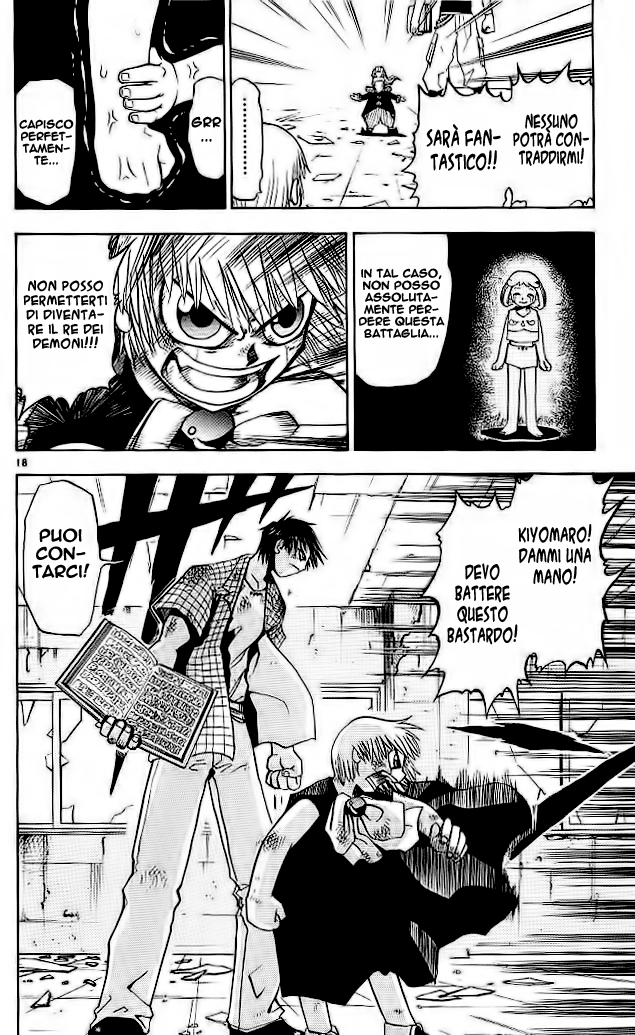 NESSUNO
POTRÀ CON-
TRADDIRMI!
SARÀ FAN-
TASTICO!!
.........
GRR
...
CAPISCO
PERFET-
TAMENTE...
IN TAL CASO,
NON POSSO
ASSOLUTA-
MENTE PER-
DERE QUESTA
BATTAGLIA...
NON POSSO
PERMETTERTI
DI DIVENTA-
RE IL RE DEI
DEMONI!!!
18
KIYOMARO!
DAMMI UNA
MANO!
DEVO
BATTERE
QUESTO
BASTARDO!
PUOI
CON-
TARCI!